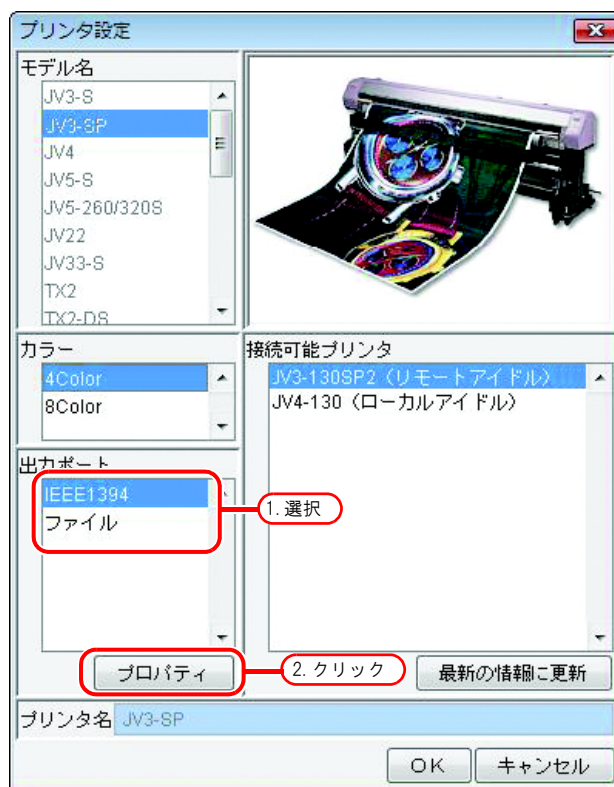 プリンタ設定
モデル名
JV3-S
JV3-SP
JV4
JV5-S
JV5-260/320S
JV22
JV33-S
TX2
TX2-DS
カラー
4Color
8Color
接続可能プリンタ
JV3-130SP2（リモートアイドル）
JV4-130（ローカルアイドル）
出力ポート
IEEE1394
ファイル
1. 選択
プロパティ
2. クリック
最新の情報に更新
プリンタ名 JV3-SP
OK
キャンセル